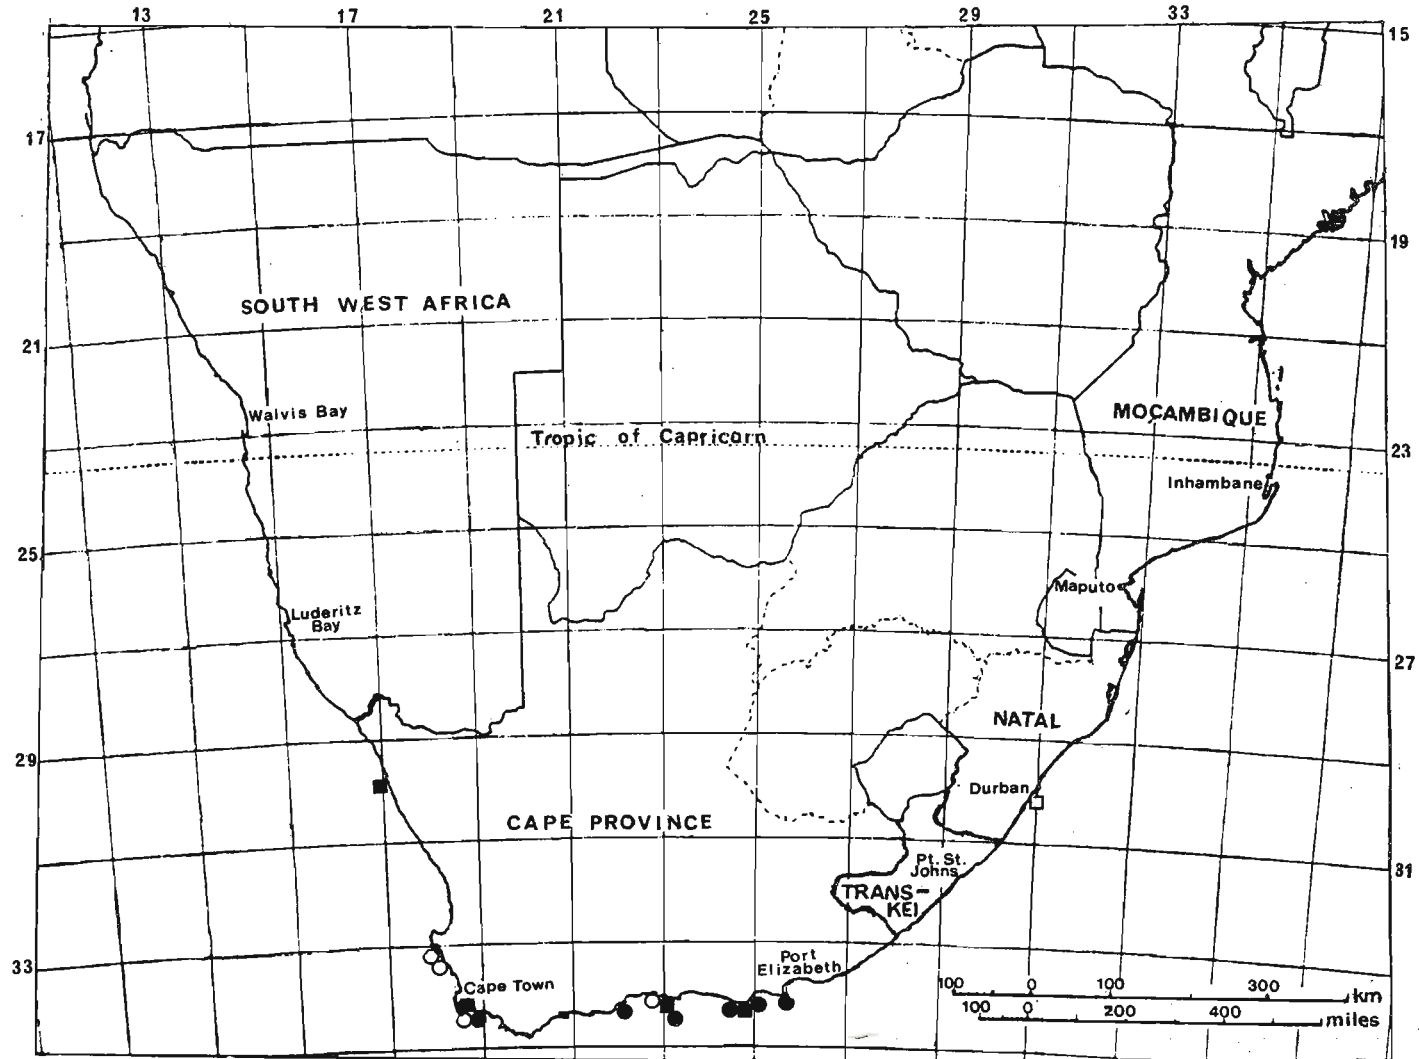 13 17 21 25 29 33
15
17
19
SOUTH WEST AFRICA
21
Walvis Bay
MOÇAMBIQUE
Tropic of Capricorn
23
Inhambane
25
Maputo
Luderitz
Bay
27
NATAL
29
Durban
CAPE PROVINCE
Pt. St.
Johns
31
TRANS-
KEI
33
Port
Elizabeth
Cape Town
100 0 100 300 km
100 0 200 400 miles